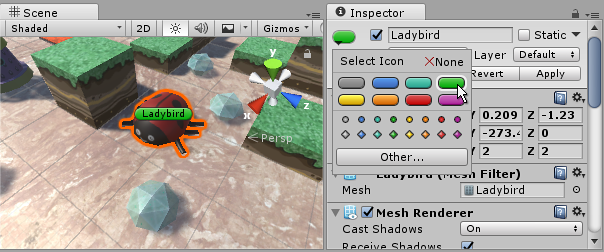 Scene
Shaded
2D
Gizmos
y
x
z
Persp
Ladybird
Inspector
Ladybird
Static
Layer
Default
Revert
Apply
Select Icon
None
Other...
0.209
Z
-1.23
-273.4
Z
0
2
Z
2
Ladybird (Mesh Filter)
Mesh
Ladybird
Mesh Renderer
Cast Shadows
On
Receive Shadows